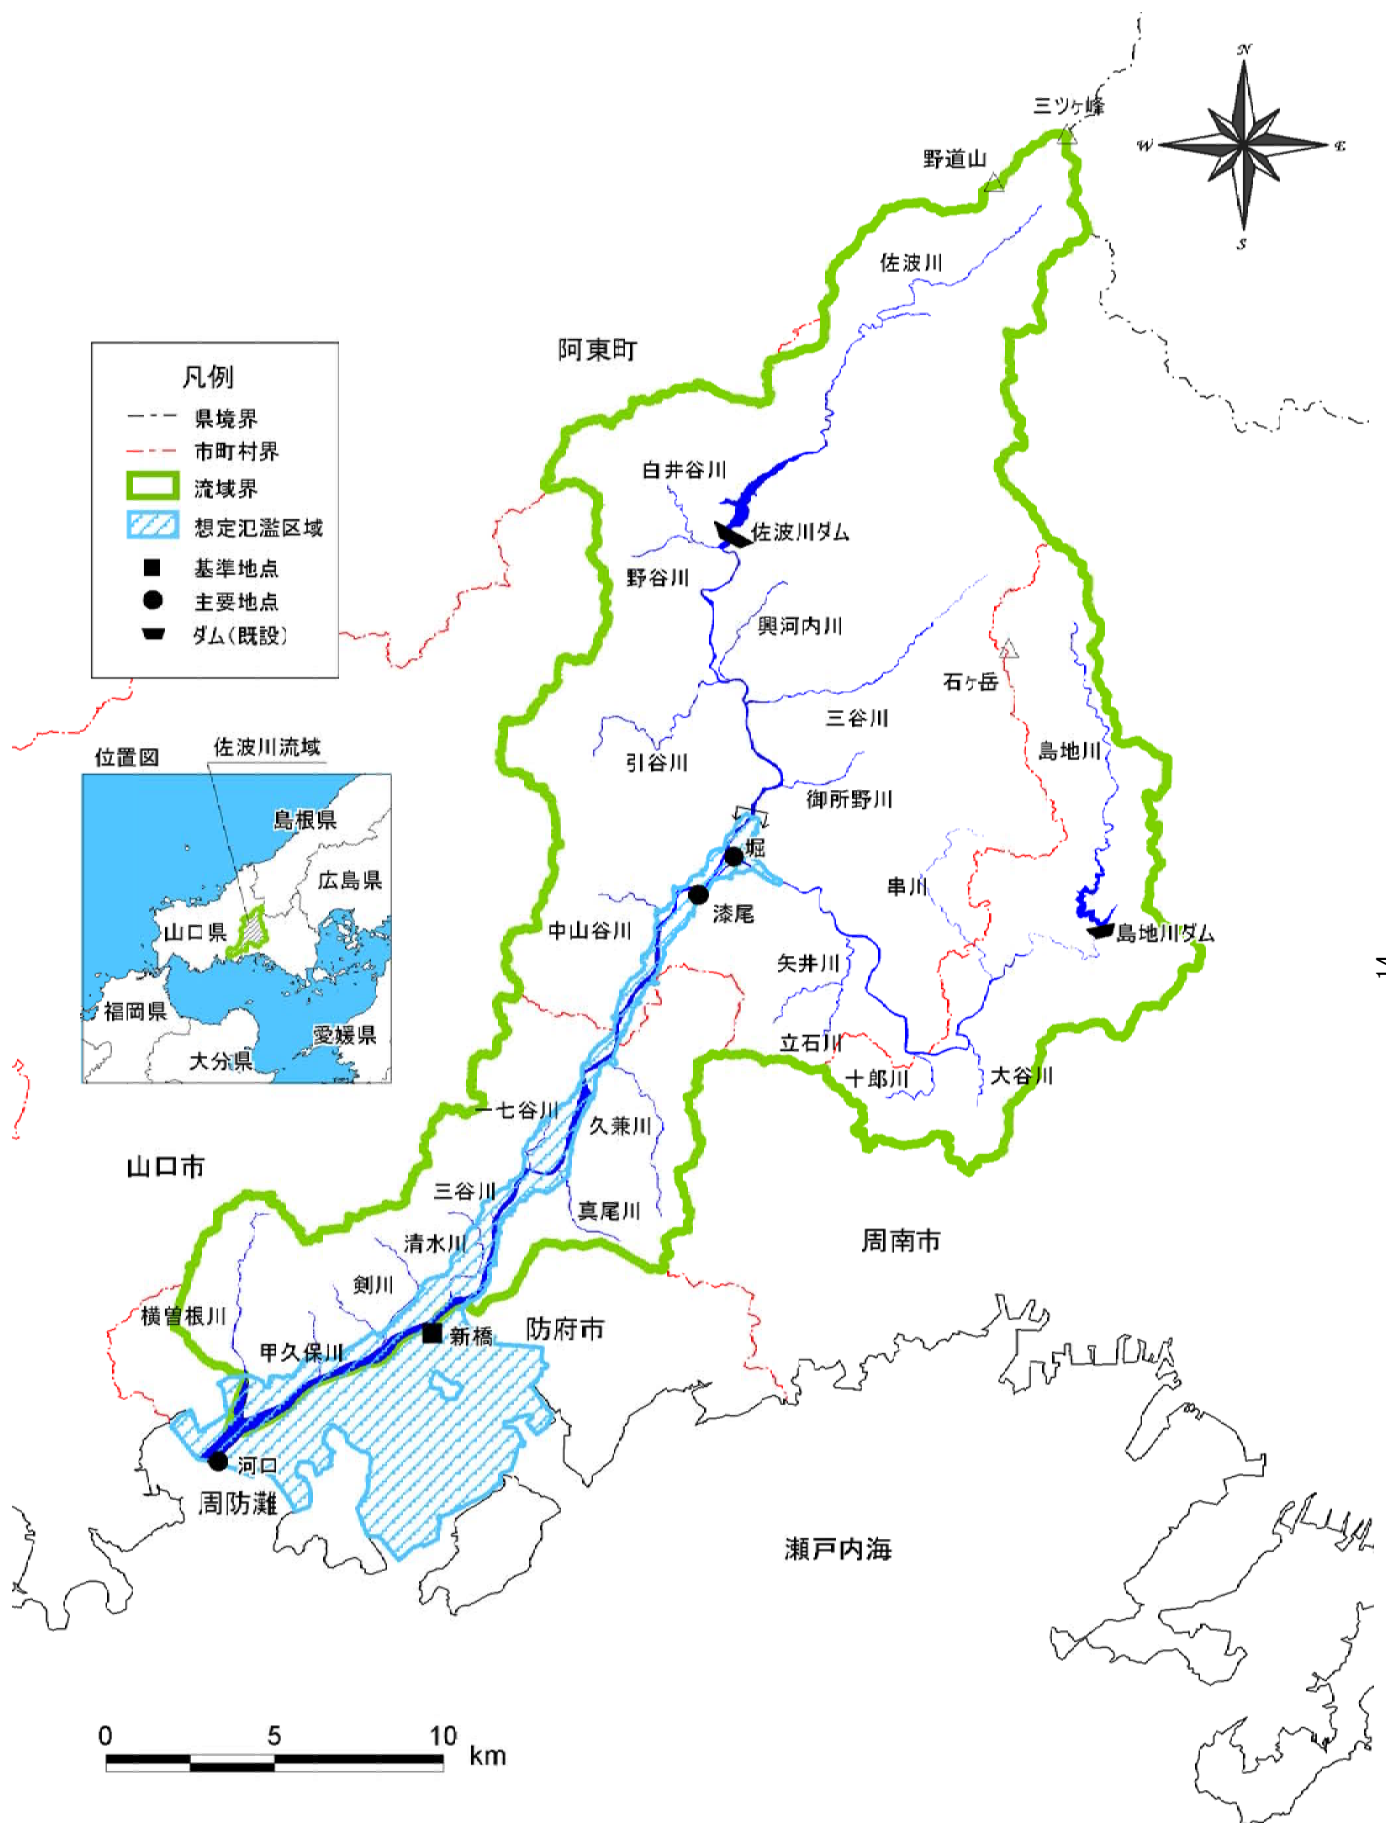 N
W
E
S
三ツヶ峰
野道山
佐波川
阿東町
凡例
県境界
市町村界
流域界
想定氾濫区域
基準地点
主要地点
ダム(既設)
白井谷川
佐波川ダム
野谷川
興河内川
石ヶ岳
三谷川
島地川
引谷川
御所野川
位置図
佐波川流域
島根県
広島県
山口県
福岡県
愛媛県
大分県
堀
串川
漆尾
中山谷川
島地川ダム
矢井川
14
立石川
十郎川
大谷川
一七谷川
久兼川
山口市
三谷川
真尾川
清水川
周南市
剣川
横曽根川
新橋
防府市
甲久保川
河口
周防灘
瀬戸内海
0
5
10
km